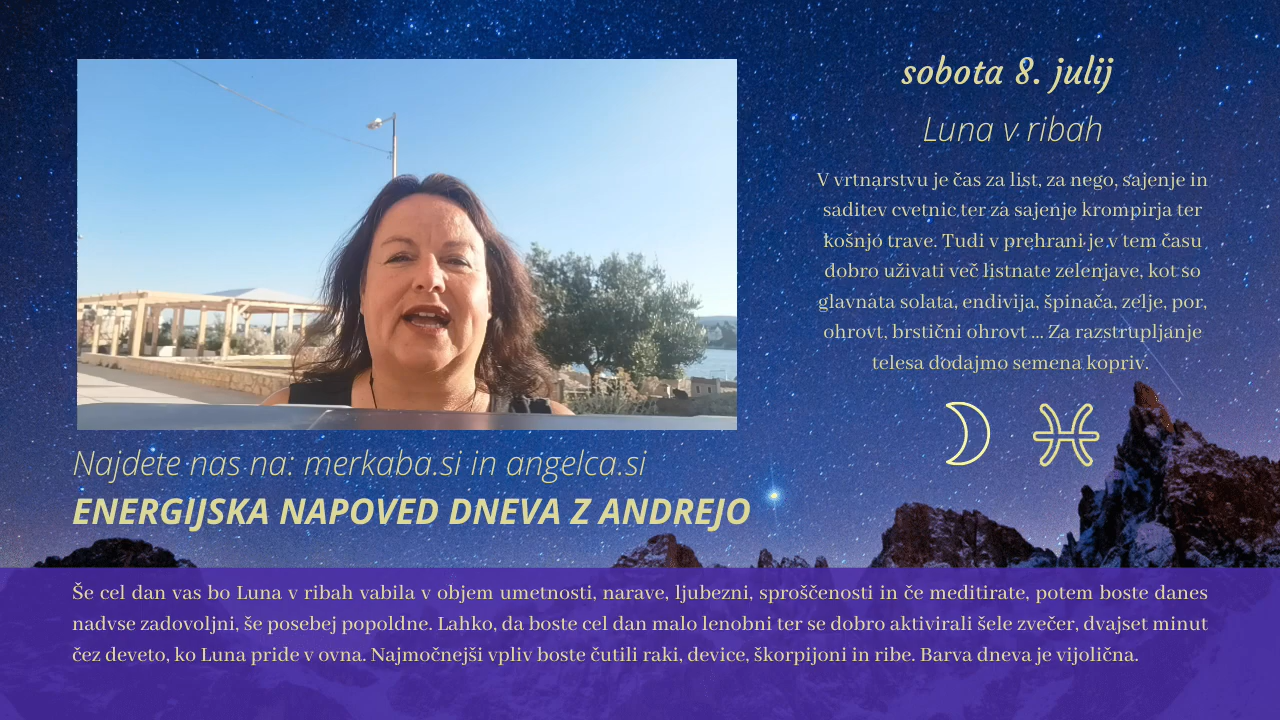 sobota 8. julij
Luna v ribah
V vrtnarstvu je čas za list, za nego, sajenje in
saditev cvetnic ter za sajenje krompirja ter
košnjo trave. Tudi v prehrani je v tem času
dobro uživati več listnate zelenjave, kot so
glavnata solata, endivija, špinača, zelje, por,
ohrovt, brstični ohrovt ... Za razstrupljanje
telesa dodajmo semena kopriv.
Najdete nas na: merkaba.si in angelca.si
ENERGIJSKA NAPOVED DNEVA Z ANDREJO
Še cel dan vas bo Luna v ribah vabila v objem umetnosti, narave, ljubezni, sproščenosti in če meditirate, potem boste danes
nadvse zadovoljni, še posebej popoldne. Lahko, da boste cel dan malo lenobni ter se dobro aktivirali šele zvečer, dvajset minut
čez deveto, ko Luna pride v ovna. Najmočnejši vpliv boste čutili raki, device, škorpijoni in ribe. Barva dneva je vijolična.